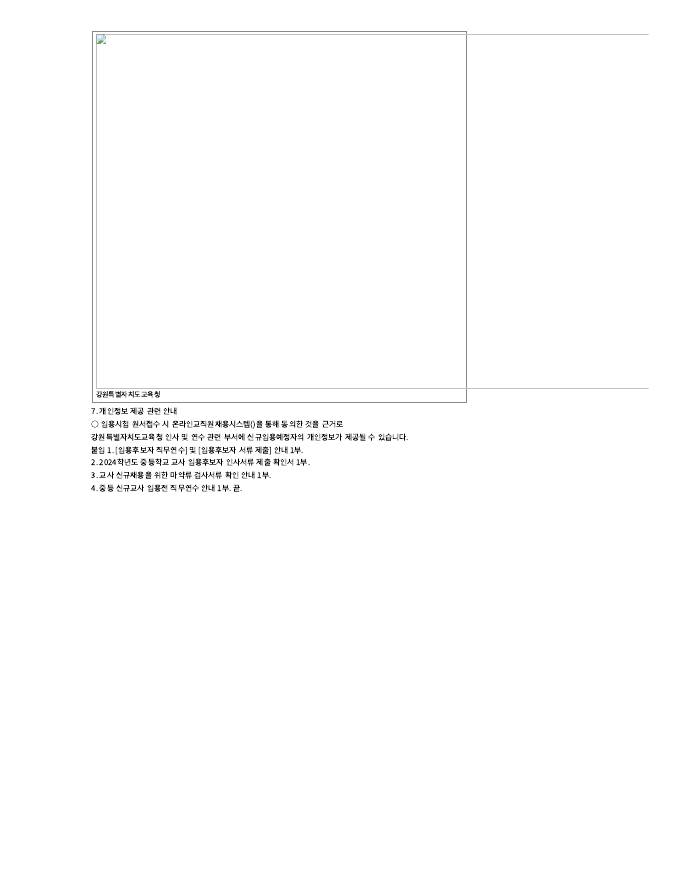 강원특별자치도교육청
7. 개인정보 제공 관련 안내
○ 임용시험 원서접수 시 온라인교직원채용시스템()을 통해 동의한 것을 근거로
강원특별자치도교육청 인사 및 연수 관련 부서에 신규임용예정자의 개인정보가 제공될 수 있습니다.
붙임 1. [임용후보자 직무연수] 및 [임용후보자 서류 제출] 안내 1부.
2. 2024학년도 중등학교 교사 임용후보자 인사서류 제출 확인서 1부.
3. 교사 신규채용을 위한 마약류 검사서류 확인 안내 1부.
4. 중등 신규교사 임용전 직무연수 안내 1부. 끝.